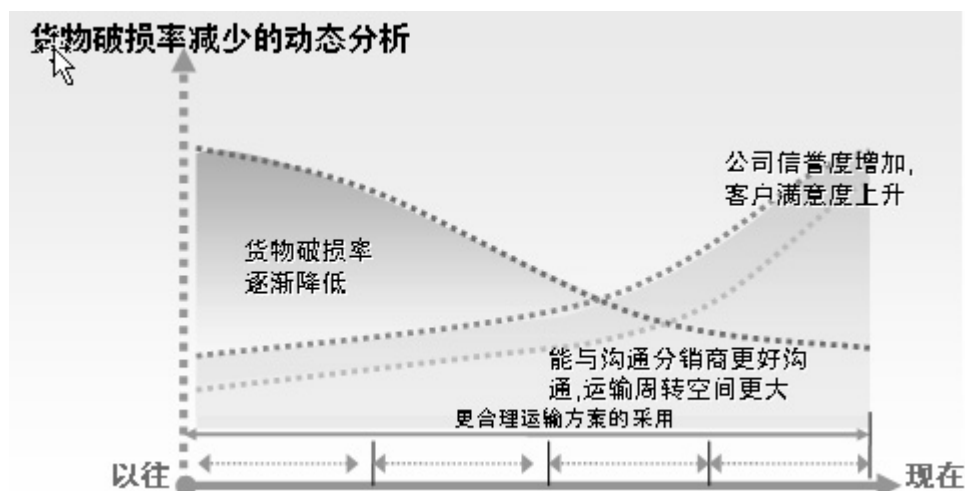 货物破损率减少的动态分析
公司信誉度增加,
客户满意度上升
货物破损率
逐渐降低
能与沟通分销商更好沟
通,运输周转空间更大
更合理运输方案的采用
以往
现在